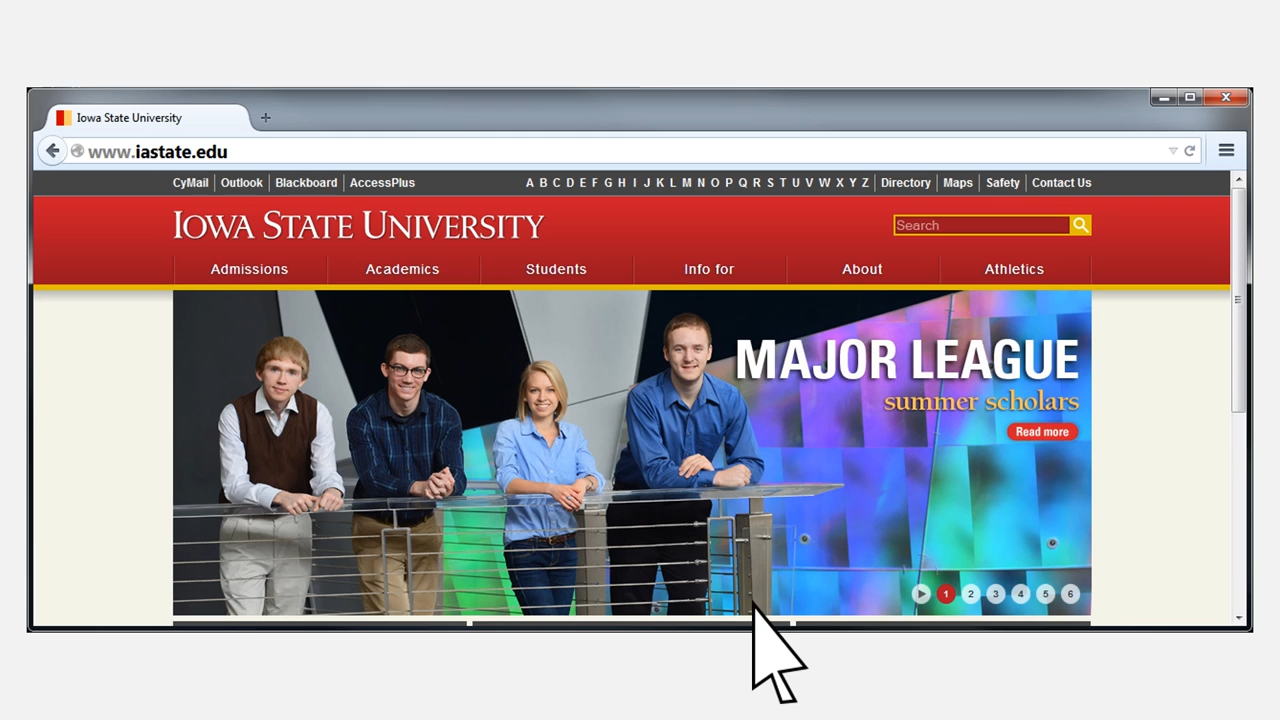 Iowa State University
www.iastate.edu
CyMail Outlook Blackboard AccessPlus A B C D E F G H I J K L M N O P Q R S T U V W X Y Z Directory Maps Safety Contact Us
IOWA STATE UNIVERSITY
Search
Admissions Academics Students Info for About Athletics
MAJOR LEAGUE
summer scholars
Read more
1 2 3 4 5 6